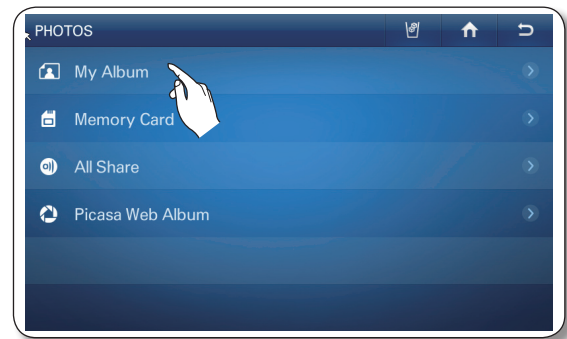 PHOTOS
My Album
Memory Card
All Share
Picasa Web Album